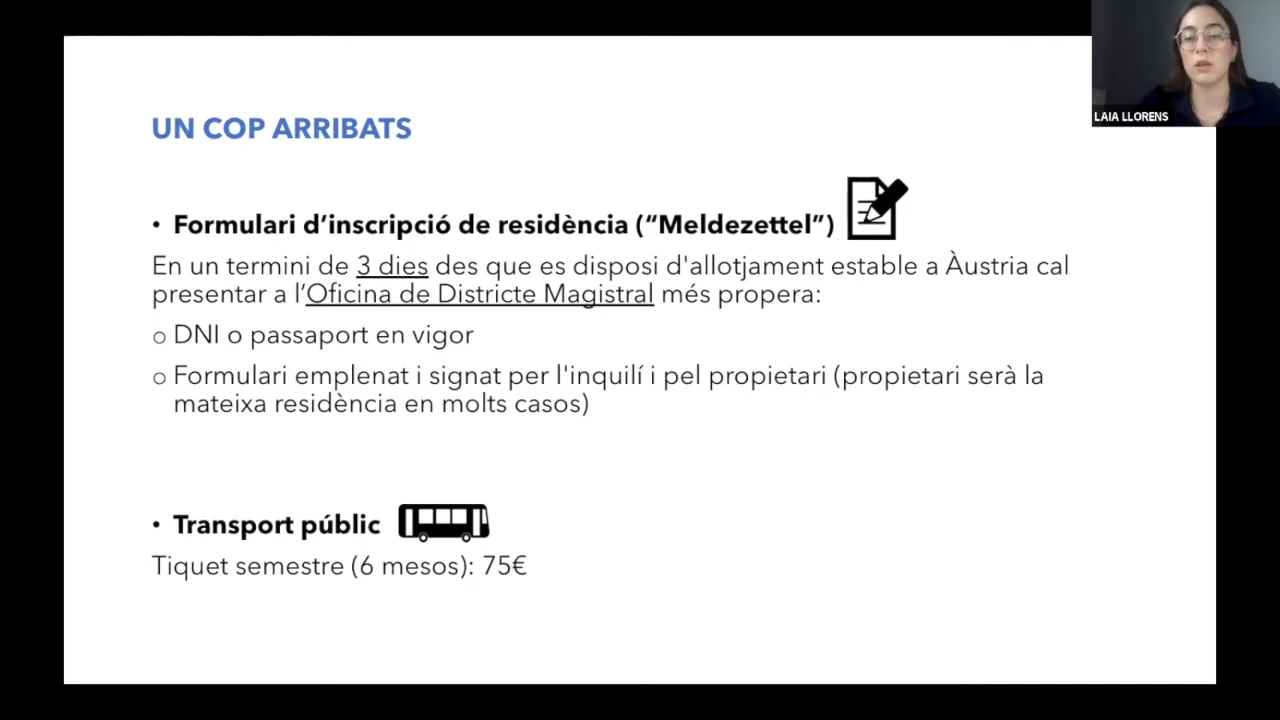 LAIA LLORENS
UN COP ARRIBATS
• Formulari d’inscripció de residència (“Meldezettel”)
En un termini de 3 dies des que es disposi d'allotjament estable a Àustria cal
presentar a l’Oficina de Districte Magistral més propera:
o DNI o passaport en vigor
o Formulari emplenat i signat per l'inquilí i pel propietari (propietari serà la
mateixa residència en molts casos)
• Transport públic
Tiquet semestre (6 mesos): 75€